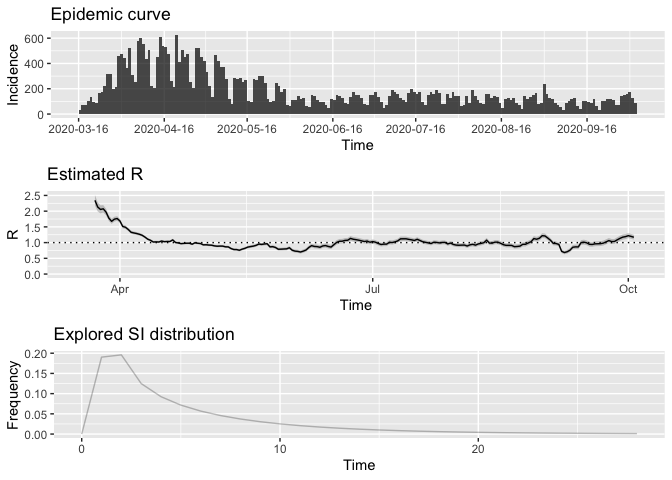 Epidemic curve
600
400
200
0
Incidence
2020-03-16 2020-04-16 2020-05-16 2020-06-16 2020-07-16 2020-08-16 2020-09-16
Time
Estimated R
2.5
2.0
1.5
1.0
0.5
0.0
R
Apr Jul Oct
Time
Explored SI distribution
0.20
0.15
0.10
0.05
0.00
Frequency
0 10 20
Time